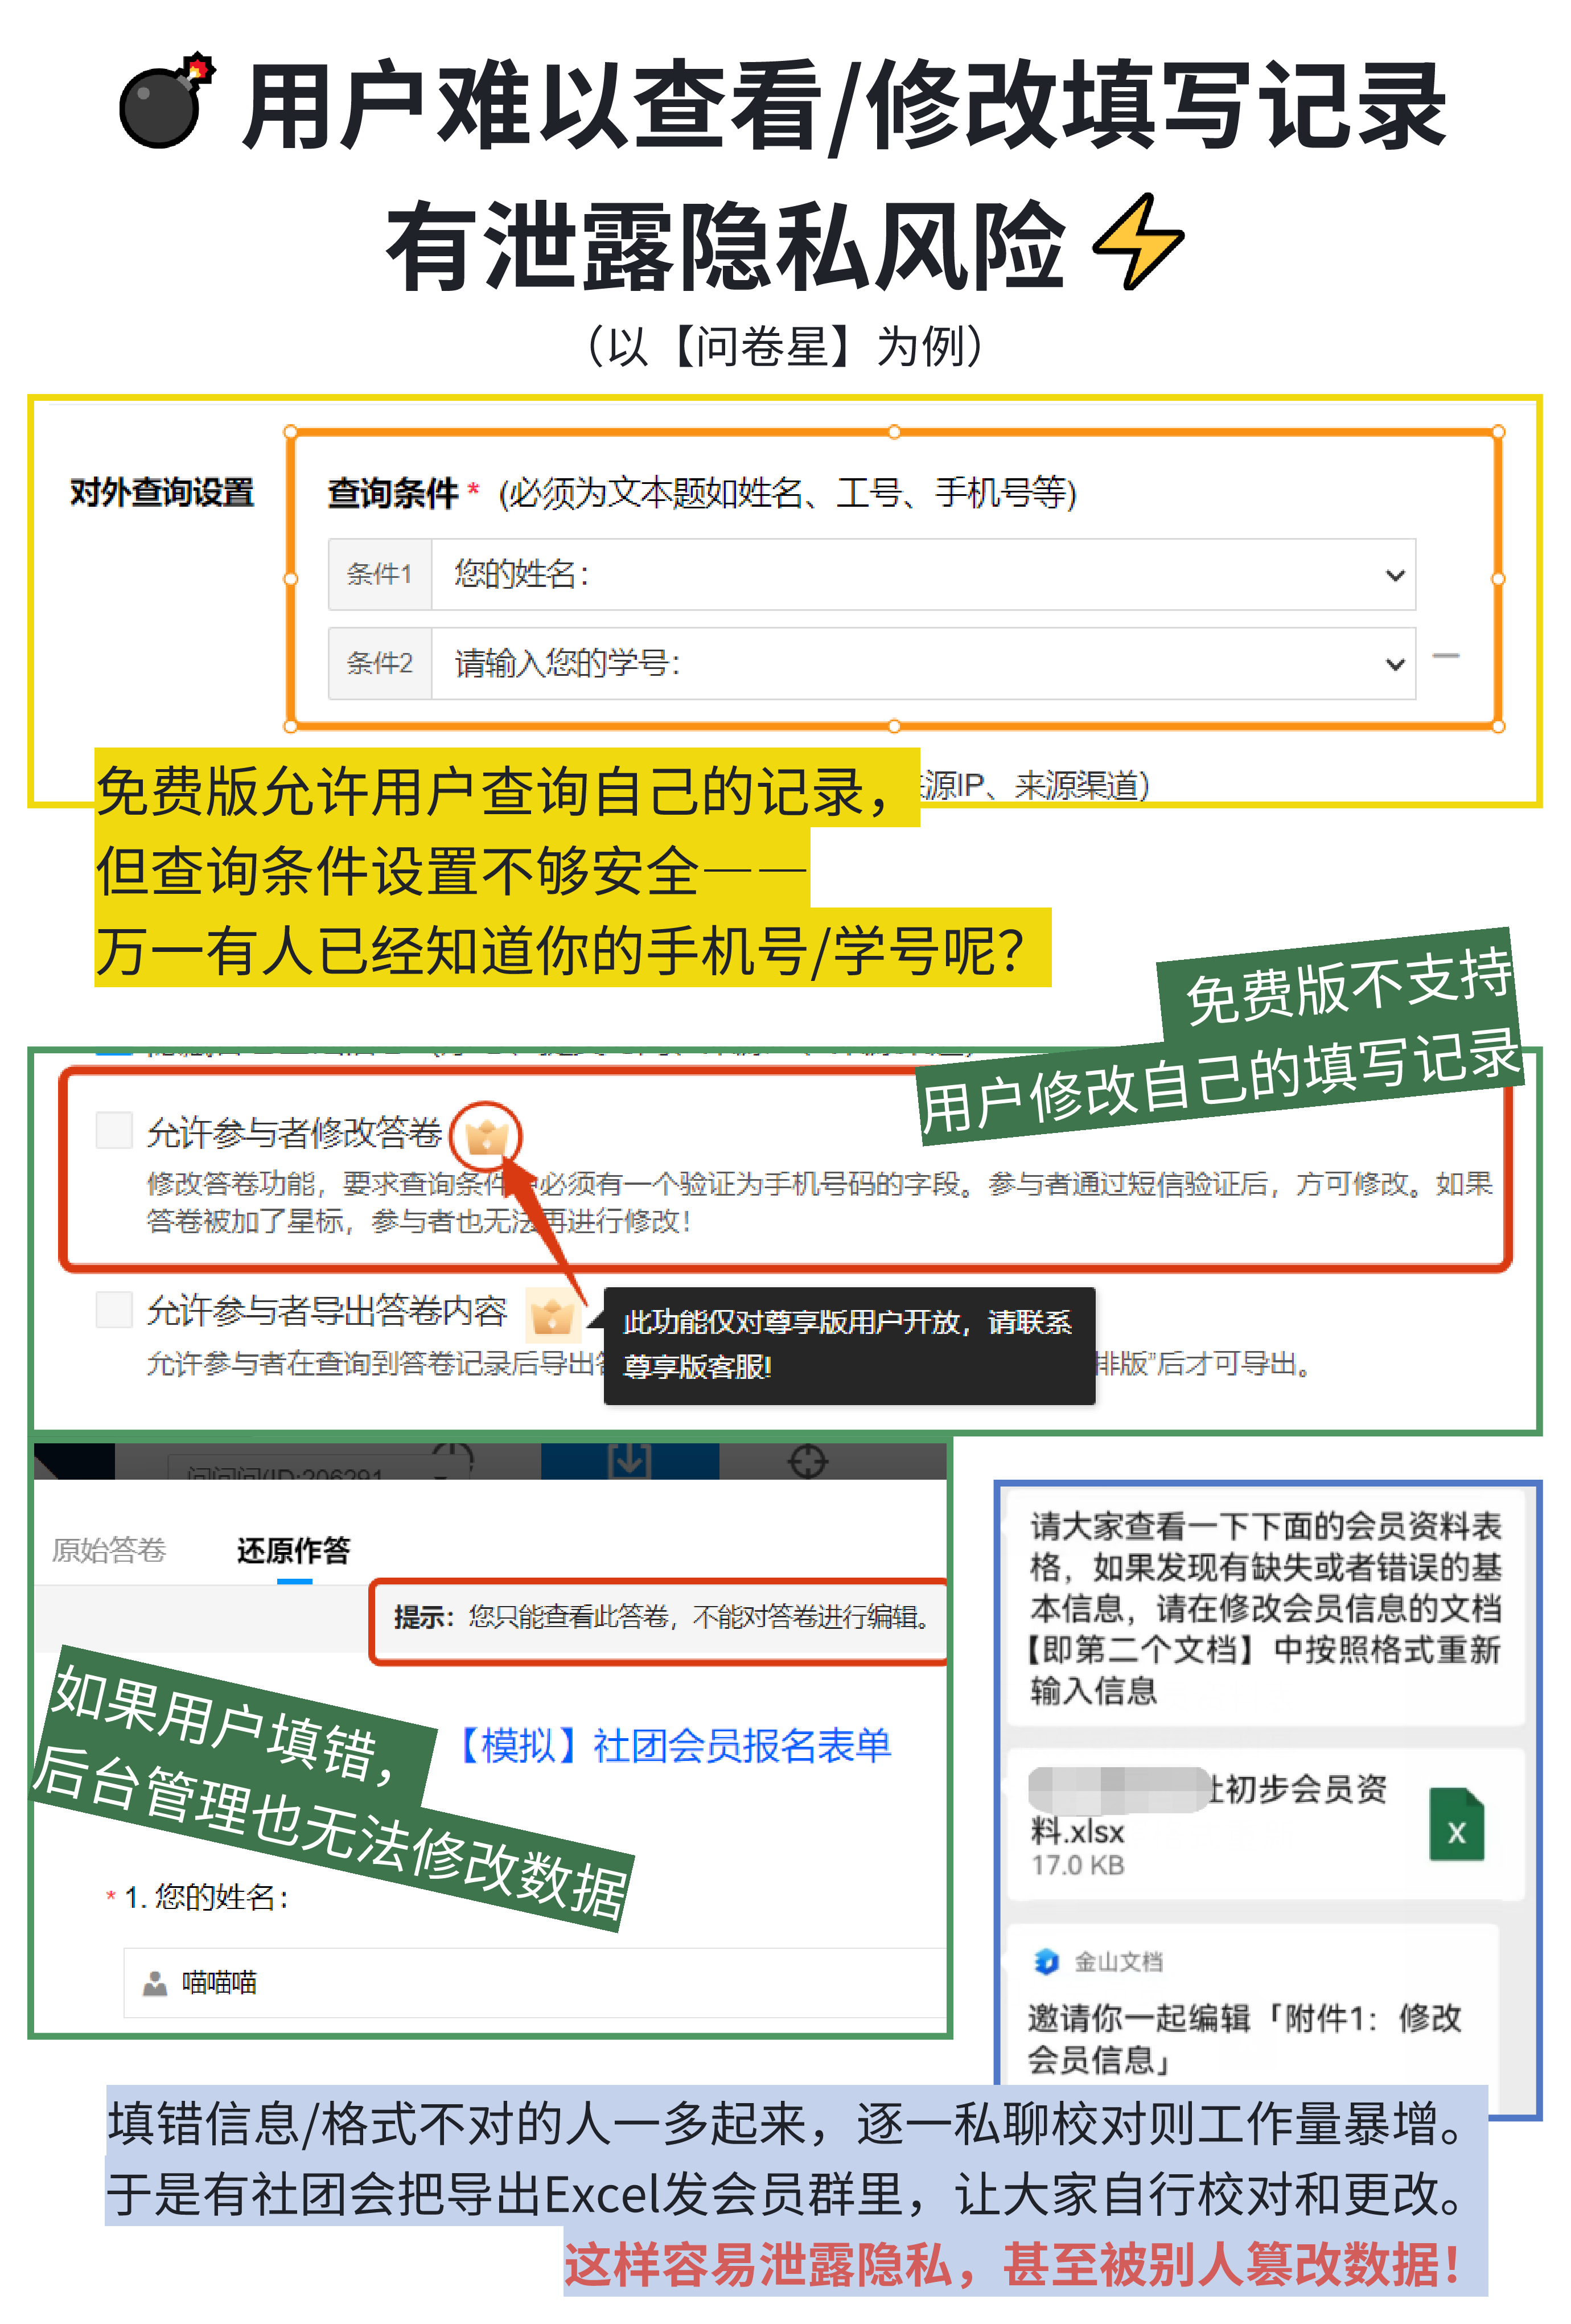 用户难以查看/修改填写记录
有泄露隐私风险
（以【问卷星】为例）
对外查询设置
查询条件 * (必须为文本题如姓名、工号、手机号等)
条件1 您的姓名：
条件2 请输入您的学号：
源IP、来源渠道)
免费版允许用户查询自己的记录，
但查询条件设置不够安全——
万一有人已经知道你的手机号/学号呢？
免费版不支持
用户修改自己的填写记录
允许参与者修改答卷
修改答卷功能，要求查询条件 必须有一个验证为手机号码的字段。参与者通过短信验证后，方可修改。如果
答卷被加了星标，参与者也无法再进行修改！
允许参与者导出答卷内容
此功能仅对尊享版用户开放，请联系
尊享版客服!
允许参与者在查询到答卷记录后导出 排版”后才可导出。
原始答卷 还原作答
提示：您只能查看此答卷，不能对答卷进行编辑。
如果用户填错，
后台管理也无法修改数据
【模拟】社团会员报名表单
* 1. 您的姓名：
喵喵喵
请大家查看一下下面的会员资料表
格，如果发现有缺失或者错误的基
本信息，请在修改会员信息的文档
【即第二个文档】中按照格式重新
输入信息
初步会员资
料.xlsx
17.0 KB
X
金山文档
邀请你一起编辑「附件1：修改
会员信息」
填错信息/格式不对的人一多起来，逐一私聊校对则工作量暴增。
于是有社团会把导出Excel发会员群里，让大家自行校对和更改。
这样容易泄露隐私，甚至被别人篡改数据！